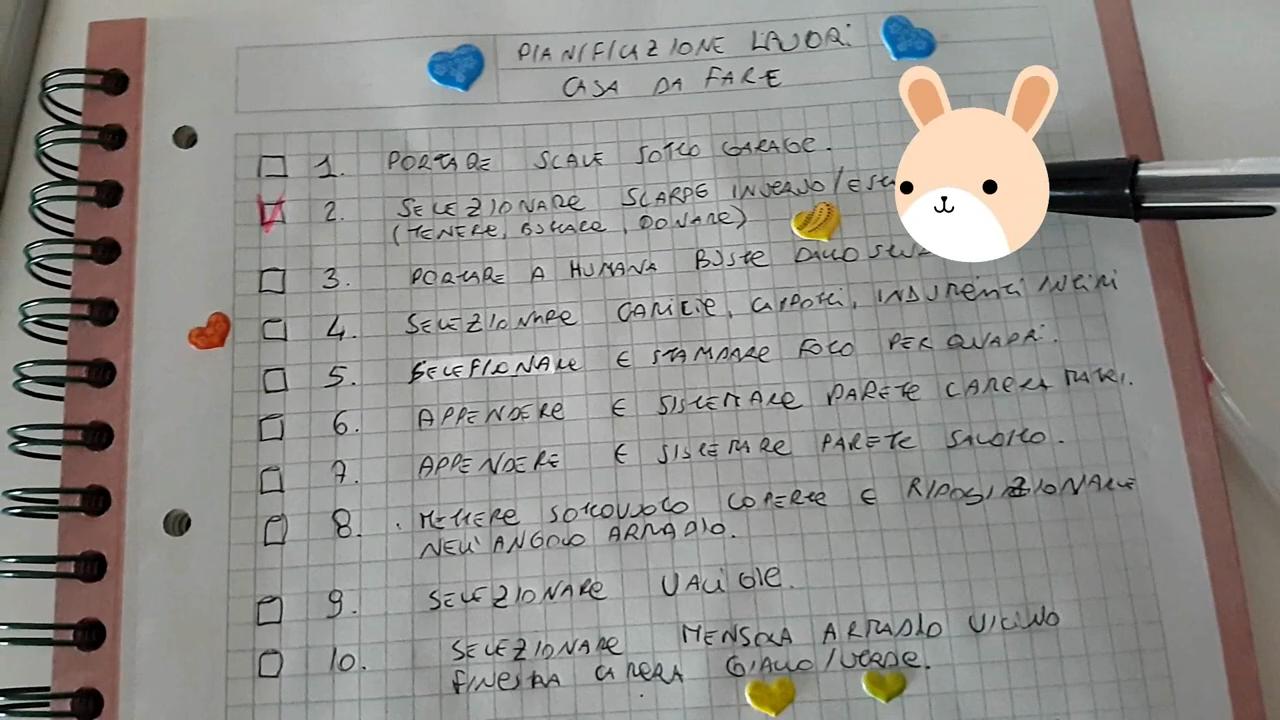 PIANIFICAZIONE LAVORI
CASA DA FARE
1. PORTARE SCALE SOTTO GARAGE.
2. SELEZIONARE SCARPE INVERNO/
(TENERE, BUTTARE, DONARE)
3. PORTARE A HUMANA BUSTE DALLO
4. SELEZIONARE CAMICIE, CAPPOTTI, INDUMENTI
5. SELEZIONARE E STAMPARE FOTO PER QUADRI.
6. APPENDERE E SISTEMARE PARETE CAMERA MATRI.
7. APPENDERE E SISTEMARE PARETE SALOTTO.
8. METTERE SOTTOVUOTO COPERTE E RIPOSIZIONARLE
NELL'ANGOLO ARMADIO.
9. SELEZIONARE VALIGIE.
10. SELEZIONARE MENSOLA ARMADIO VICINO
FINESTRA CAMERA GIALLO/VERDE.